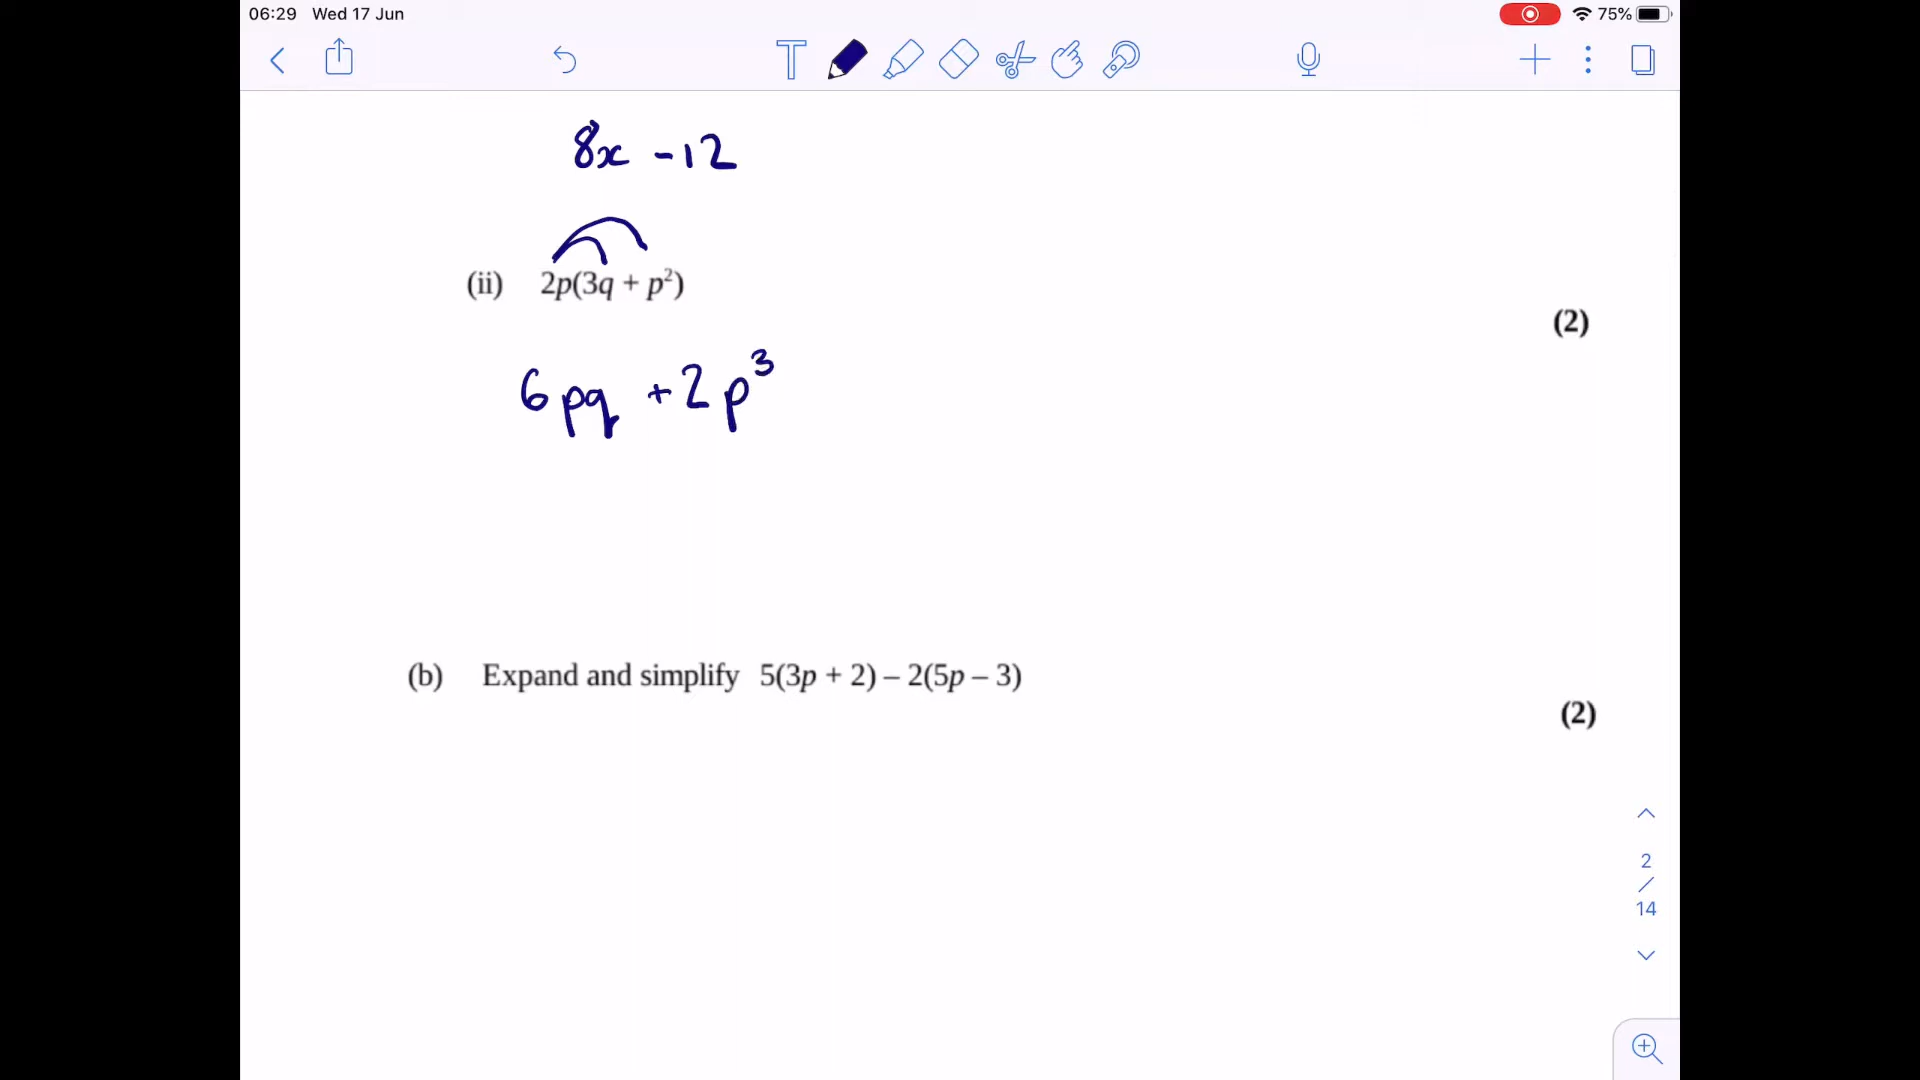 06:29 Wed 17 Jun 75%
T
8x - 12
(ii) 2p(3q + p²)
(2)
6pq + 2p³
(b) Expand and simplify 5(3p + 2) – 2(5p – 3)
(2)
2
/
14